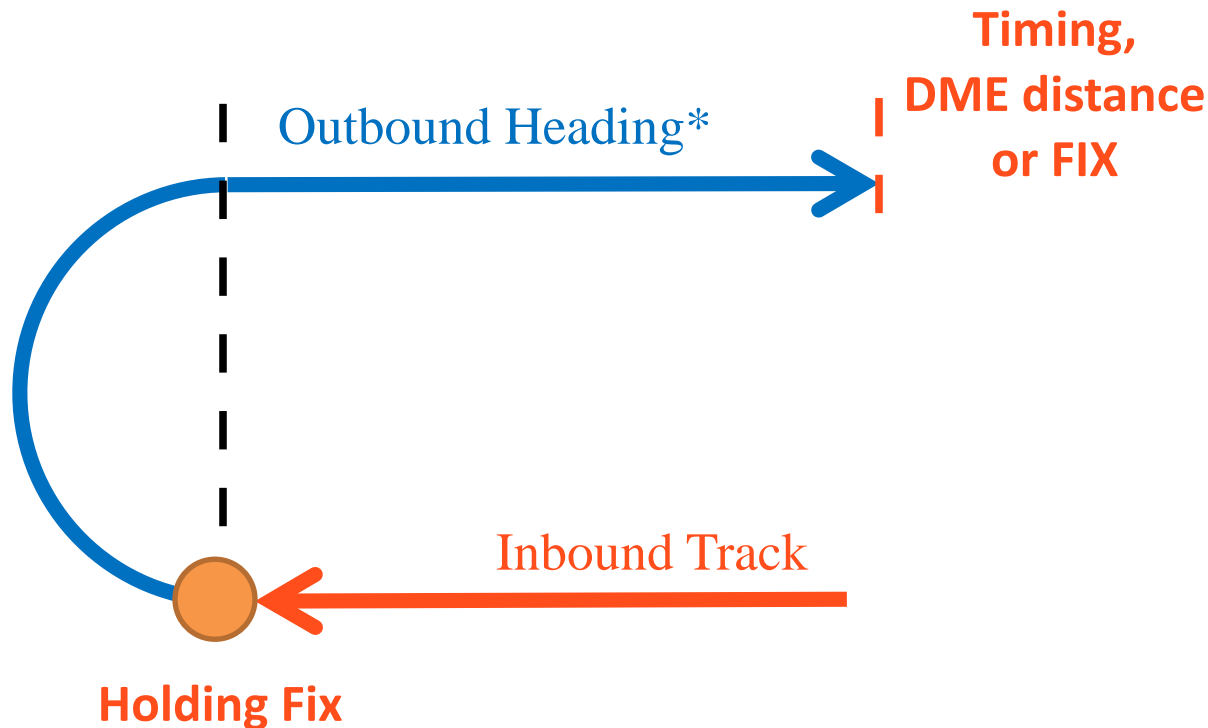 Timing,
DME distance
or FIX
Outbound Heading*
Inbound Track
Holding Fix